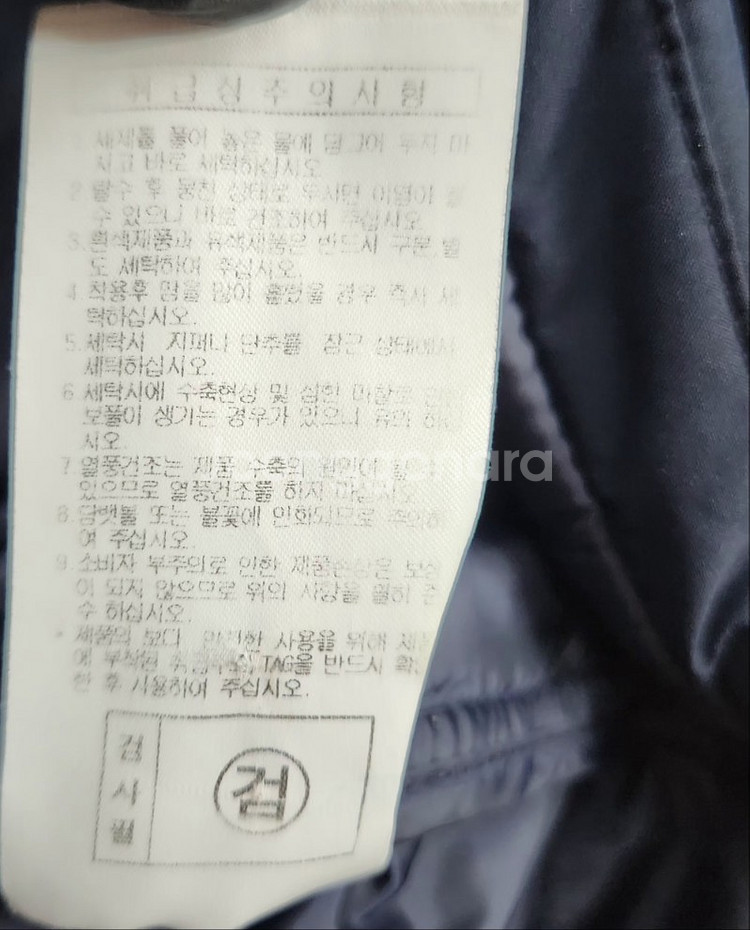 취급상주의사항
1. 세제를 풀어 놓은 물에 담그어 두지 마
시고 바로 세탁하십시오
2. 탈수 후 뭉친 상태로 두시면 이염이 될
수 있으니 바로 건조하여 주십시오
3. 흰색제품과 유색제품은 반드시 구분,별
도 세탁하여 주십시오.
4. 착용후 땀을 많이 흘렸을 경우 즉시 세
탁하십시오.
5. 세탁시 지퍼나 단추를 잠근 상태에서
세탁하십시오.
6. 세탁시에 수축현상 및 심한 마찰로
보풀이 생기는 경우가 있으니 유의 하
시오.
7. 열풍건조는 제품 수축의 원인이
있으므로 열풍건조를 하지 마십시오
8. 담뱃불 또는 불꽃에 인화되므로 주의하
여 주십시오.
9. 소비자 부주의로 인한 제품손상은 보상
이 되지 않으므로 위의 사항을 필히 준
수 하십시오.
* 제품의 보다 안전한 사용을 위해 제품
에 부착된 취급주의 TAG을 반드시 확
한 후 사용하여 주십시오.
검사필
검